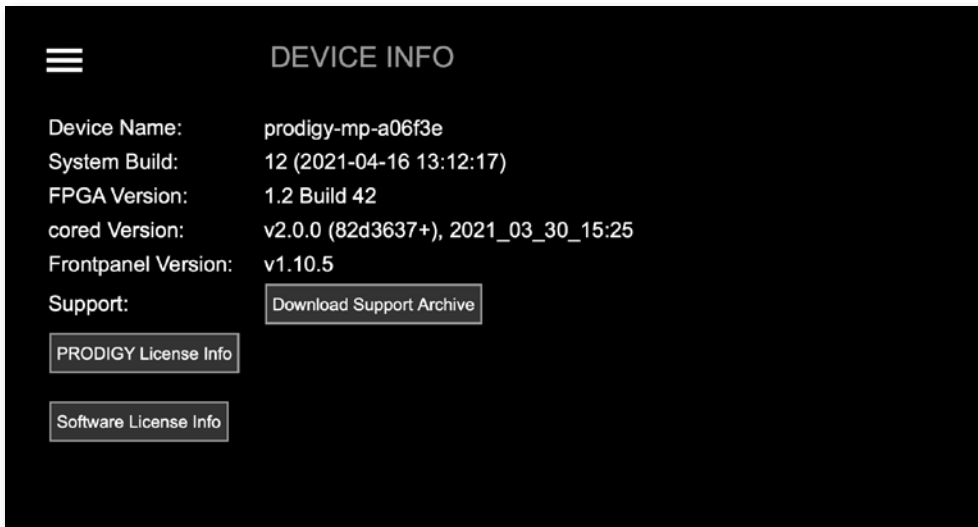 DEVICE INFO
Device Name: prodigy-mp-a06f3e
System Build: 12 (2021-04-16 13:12:17)
FPGA Version: 1.2 Build 42
cored Version: v2.0.0 (82d3637+), 2021_03_30_15:25
Frontpanel Version: v1.10.5
Support: Download Support Archive
PRODIGY License Info
Software License Info